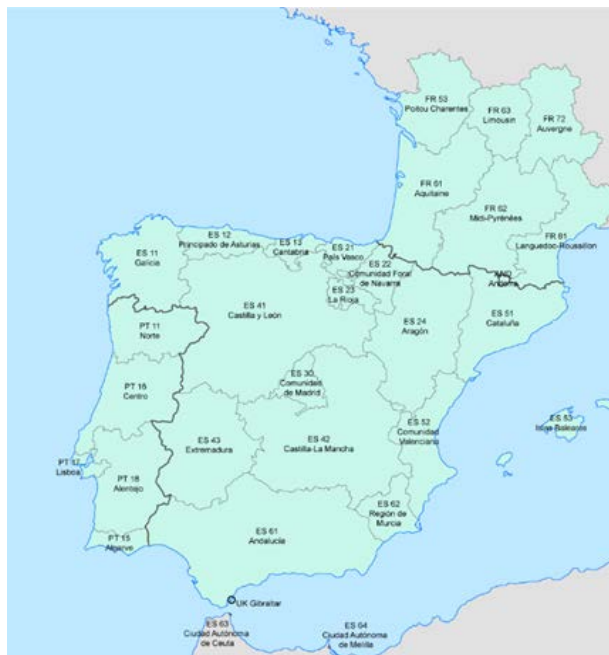 FR 53
Poitou Charentes
FR 63
Limousin
FR 72
Auvergne
FR 61
Aquitaine
FR 62
Midi-Pyrénées
FR 81
Languedoc-Roussillon
ES 11
Galicia
ES 12
Principado de Asturias
ES 13
Cantabria
ES 21
País Vasco
ES 22
Comunidad Foral
de Navarra
ES 23
La Rioja
AND
Andorra
ES 41
Castilla y León
ES 24
Aragón
ES 51
Cataluña
PT 11
Norte
PT 16
Centro
ES 30
Comunidad
de Madrid
ES 43
Extremadura
ES 42
Castilla-La Mancha
ES 52
Comunidad
Valenciana
ES 53
Islas Baleares
PT 17
Lisboa
PT 18
Alentejo
PT 15
Algarve
ES 61
Andalucía
ES 62
Región de
Murcia
UK Gibraltar
ES 63
Ciudad Autónoma
de Ceuta
ES 64
Ciudad Autónoma
de Melilla